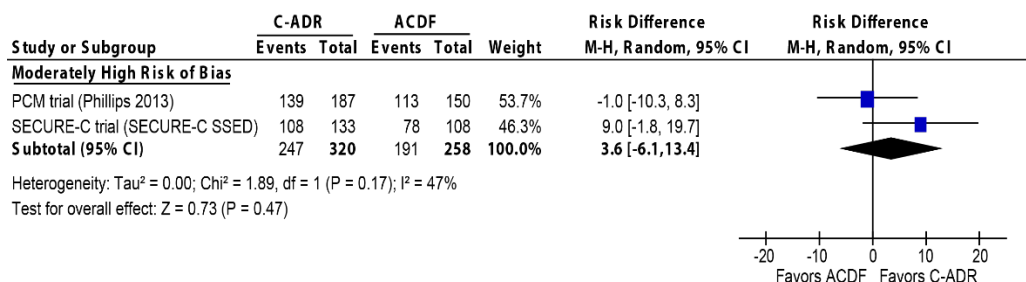 C-ADR ACDF Risk Difference Risk Difference
Study or Subgroup Events Total Events Total Weight M-H, Random, 95% CI M-H, Random, 95% CI
Moderately High Risk of Bias
PCM trial (Phillips 2013) 139 187 113 150 53.7% -1.0 [-10.3, 8.3]
SECURE-C trial (SECURE-C SSED) 108 133 78 108 46.3% 9.0 [-1.8, 19.7]
Subtotal (95% CI) 247 320 191 258 100.0% 3.6 [-6.1,13.4]
Heterogeneity: Tau² = 0.00; Chi² = 1.89, df = 1 (P = 0.17); I² = 47%
Test for overall effect: Z = 0.73 (P = 0.47)
-20 -10 0 10 20
Favors ACDF Favors C-ADR